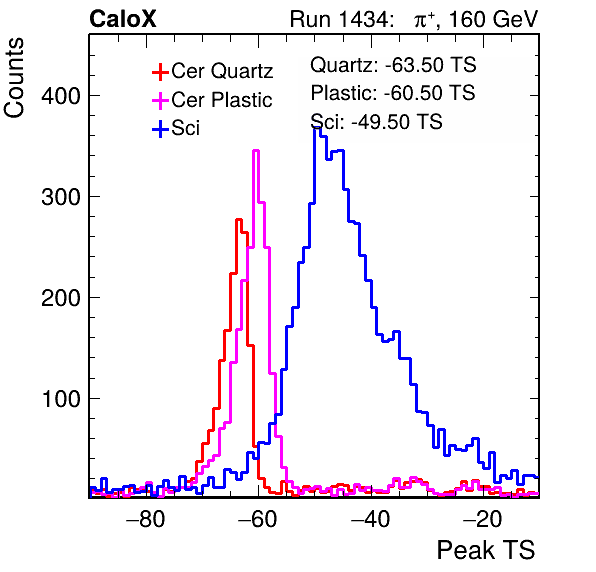 CaloX Run 1434: π⁺, 160 GeV
Counts
Cer Quartz
Cer Plastic
Sci
Quartz: -63.50 TS
Plastic: -60.50 TS
Sci: -49.50 TS
400
300
200
100
−80 −60 −40 −20
Peak TS